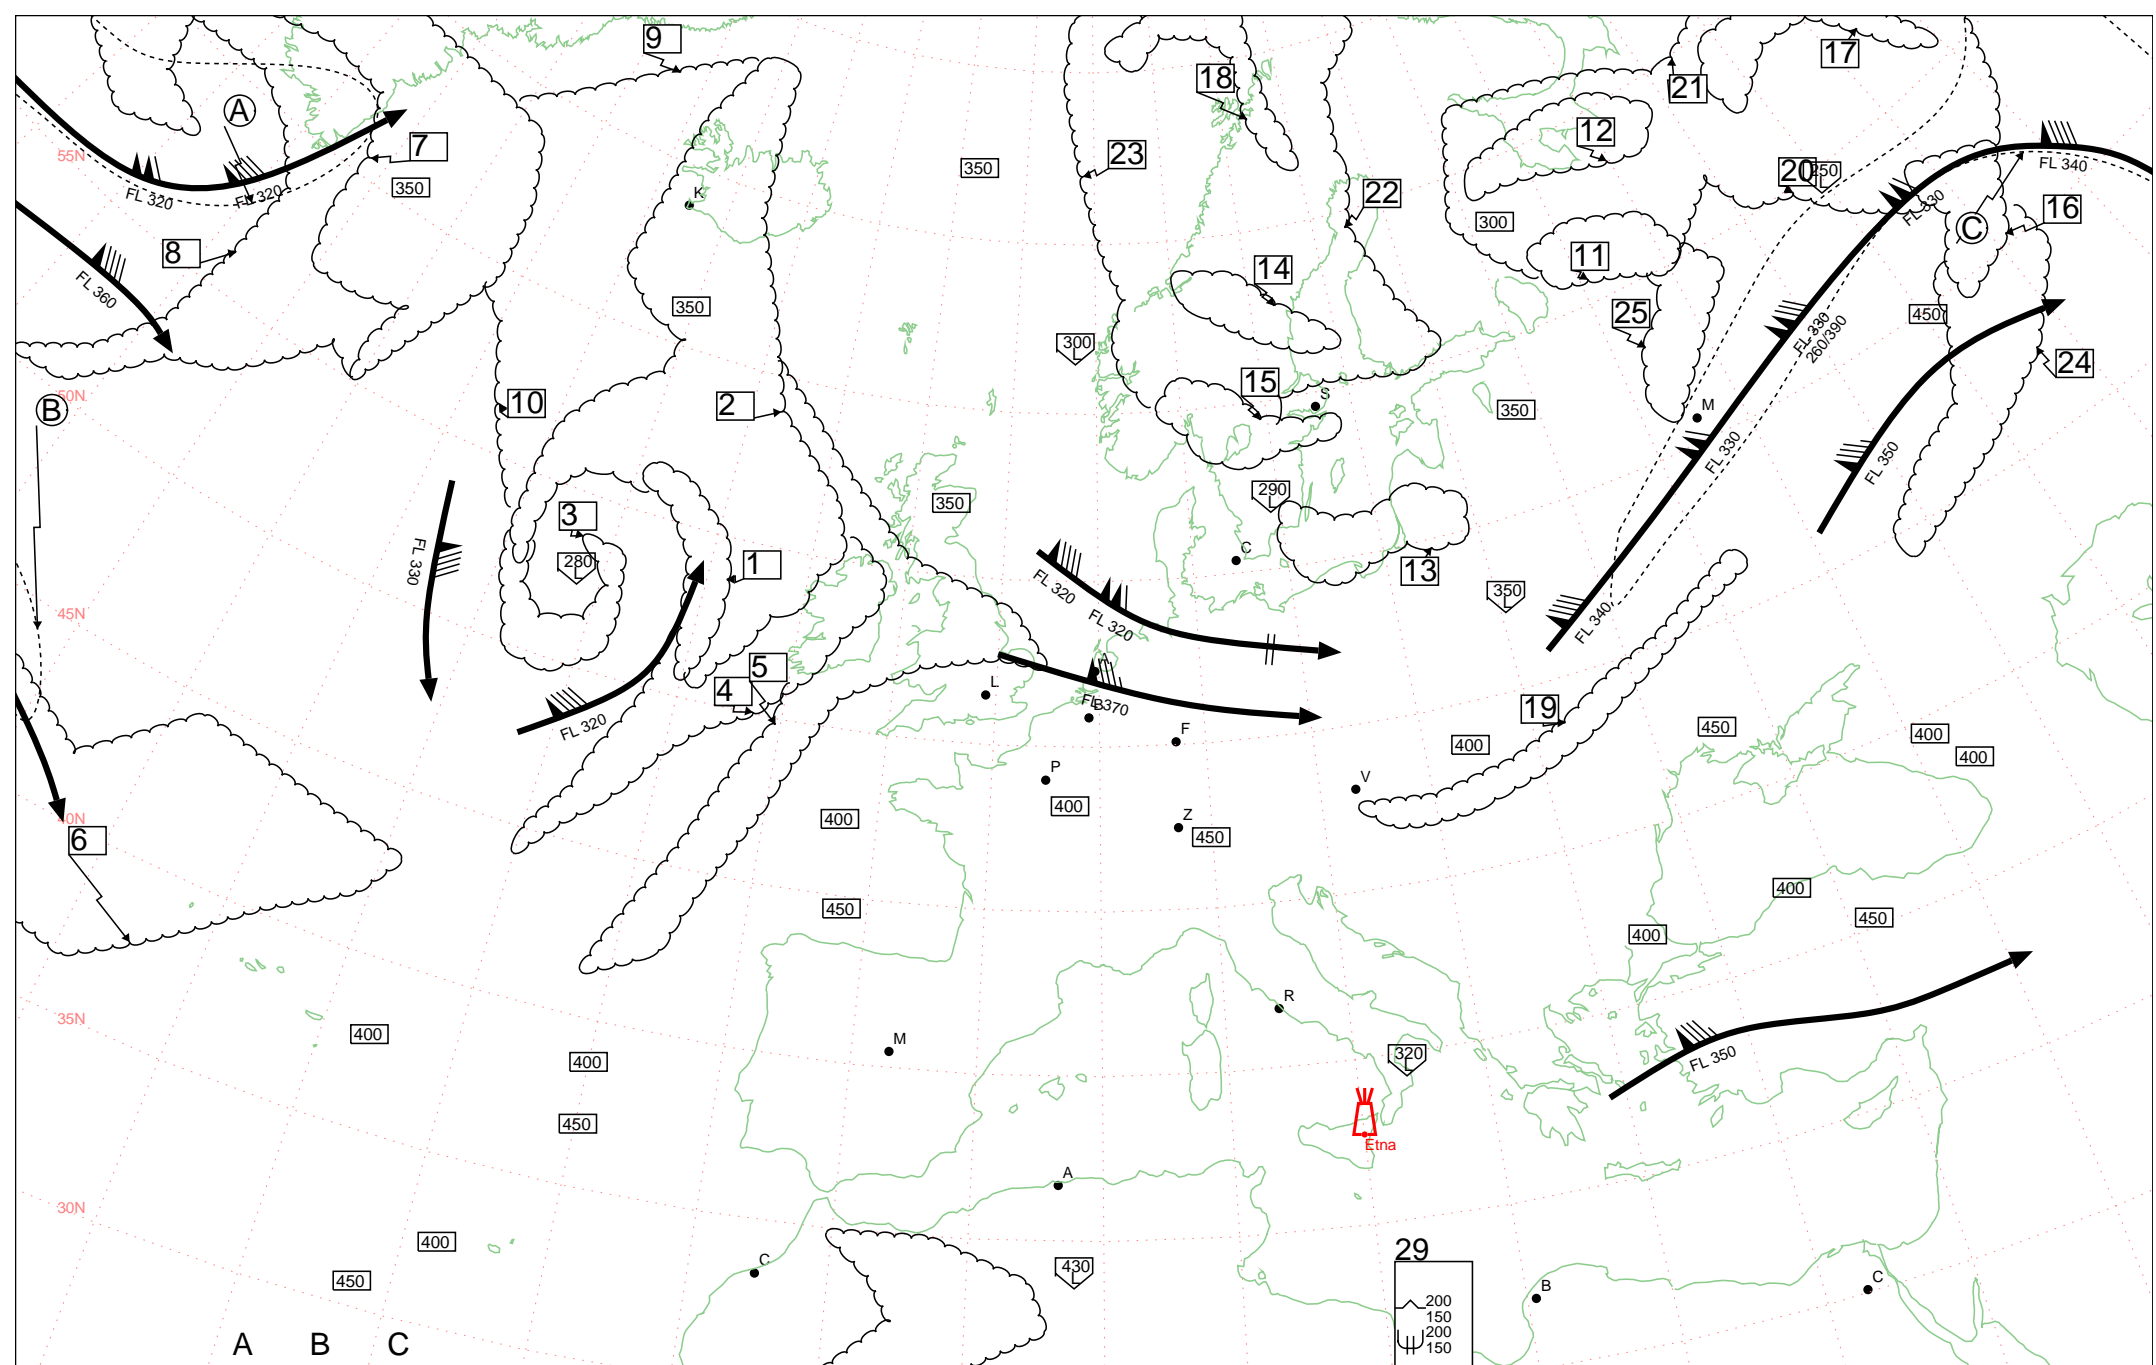 9
17
18
21
A
12
7
55N
23
20
250
L
FL 340
350
350
22
FL 320
FL 320
K
FL 330
16
300
C
8
11
14
FL 360
350
25
450
FL 330
260/390
300
L
24
15
50N
B
10
2
S
350
M
FL 330
FL 350
290
L
350
3
280
L
1
FL 330
C
13
FL 320
350
L
FL 320
45N
FL 340
A
5
4
L
FL 370
B
19
FL 320
F
450
400
400
400
P
V
400
400
Z
450
40N
6
400
450
450
400
R
35N
400
M
400
320
L
FL 350
450
Etna
A
30N
400
29
450
C
430
L
B
C
200
150
200
150
A B C